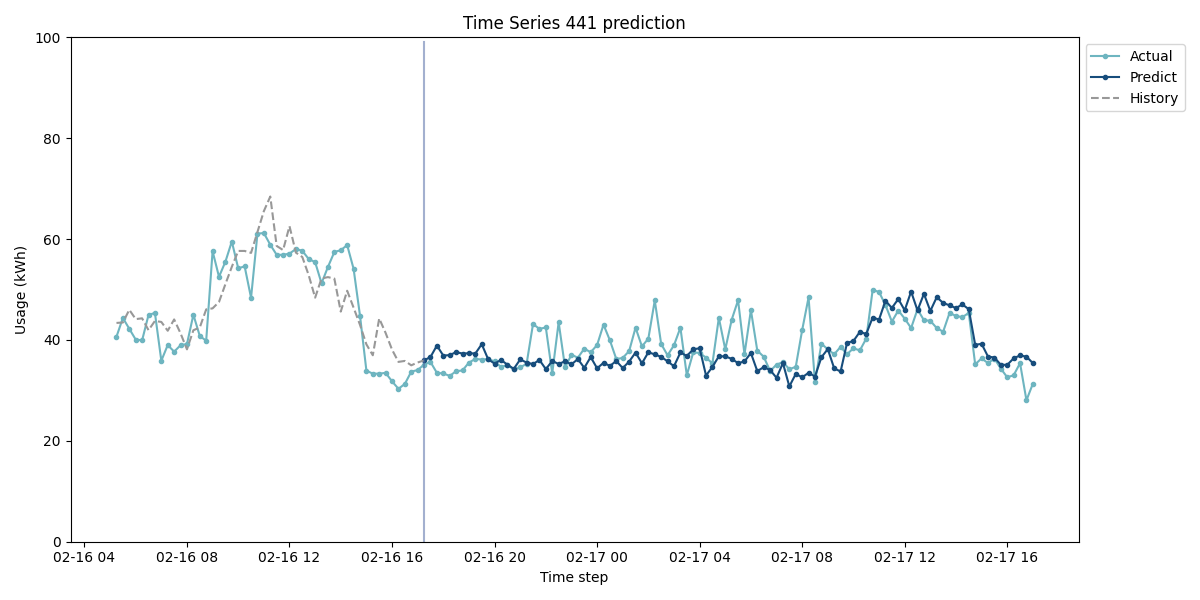 Time Series 441 prediction
100
80
60
40
20
0
Usage (kWh)
02-16 04
02-16 08
02-16 12
02-16 16
02-16 20
02-17 00
02-17 04
02-17 08
02-17 12
02-17 16
Time step
Actual
Predict
History